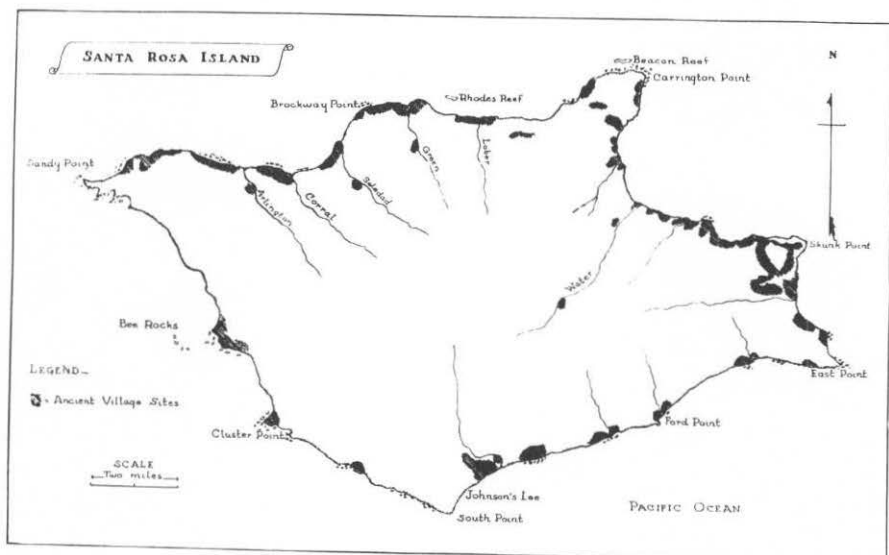 SANTA ROSA ISLAND
Beacon Reef
Carrington Point
N
Brockway Point
Rhodes Reef
Sandy Point
Green
Lober
Soledad
Corral
Arlington
Skunk Point
Water
Bee Rocks
LEGEND–
- Ancient Village Sites
East Point
Cluster Point
Ford Point
SCALE
Two miles
Johnson's Lee
South Point
PACIFIC OCEAN